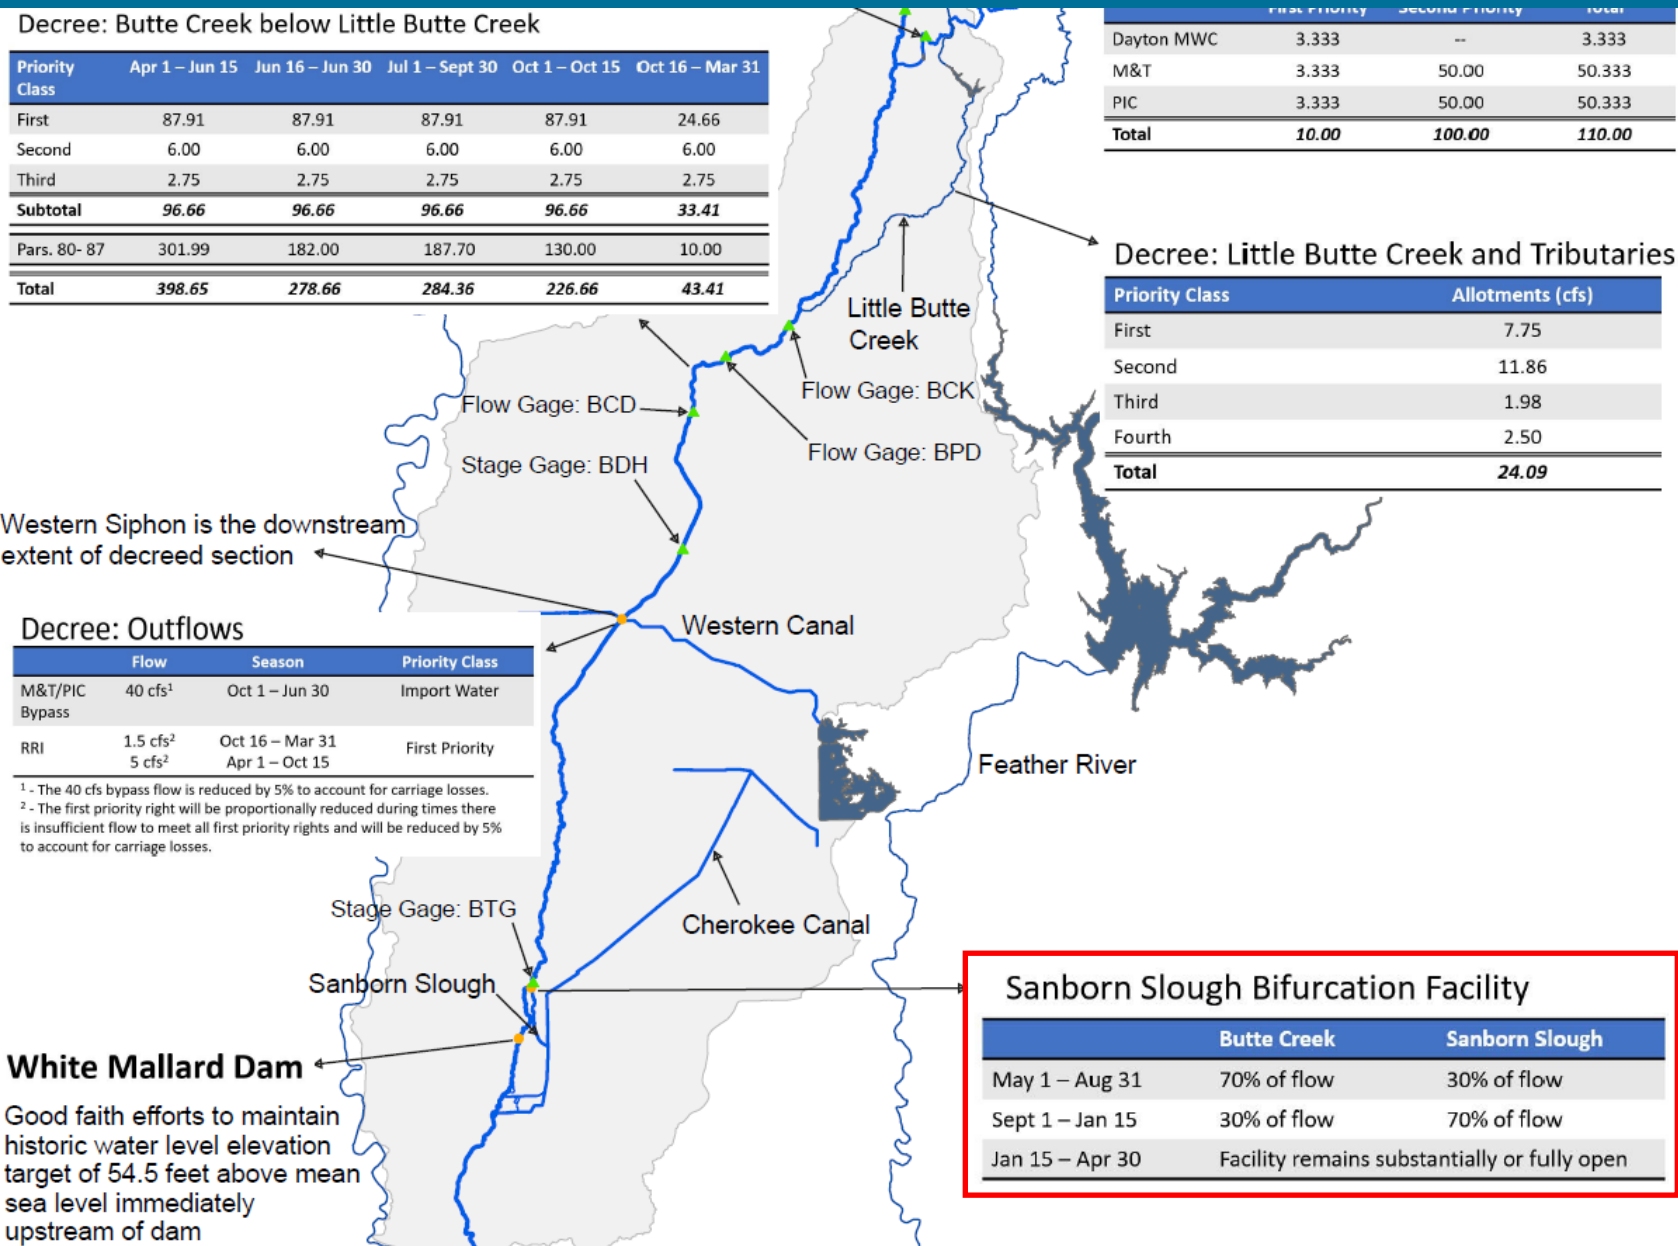 Decree: Butte Creek below Little Butte Creek
Priority Class Apr 1 – Jun 15 Jun 16 – Jun 30 Jul 1 – Sept 30 Oct 1 – Oct 15 Oct 16 – Mar 31
First 87.91 87.91 87.91 87.91 24.66
Second 6.00 6.00 6.00 6.00 6.00
Third 2.75 2.75 2.75 2.75 2.75
Subtotal 96.66 96.66 96.66 96.66 33.41
Pars. 80- 87 301.99 182.00 187.70 130.00 10.00
Total 398.65 278.66 284.36 226.66 43.41
First Priority Second Priority Total
Dayton MWC 3.333 -- 3.333
M&T 3.333 50.00 50.333
PIC 3.333 50.00 50.333
Total 10.00 100.00 110.00
Decree: Little Butte Creek and Tributaries
Priority Class Allotments (cfs)
First 7.75
Second 11.86
Third 1.98
Fourth 2.50
Total 24.09
Little Butte
Creek
Flow Gage: BCK
Flow Gage: BCD
Flow Gage: BPD
Stage Gage: BDH
Western Siphon is the downstream
extent of decreed section
Western Canal
Decree: Outflows
Flow Season Priority Class
M&T/PIC Bypass 40 cfs¹ Oct 1 – Jun 30 Import Water
RRI 1.5 cfs² Oct 16 – Mar 31 First Priority
5 cfs² Apr 1 – Oct 15
¹ - The 40 cfs bypass flow is reduced by 5% to account for carriage losses.
² - The first priority right will be proportionally reduced during times there
is insufficient flow to meet all first priority rights and will be reduced by 5%
to account for carriage losses.
Feather River
Stage Gage: BTG
Cherokee Canal
Sanborn Slough
White Mallard Dam
Good faith efforts to maintain
historic water level elevation
target of 54.5 feet above mean
sea level immediately
upstream of dam
Sanborn Slough Bifurcation Facility
Butte Creek Sanborn Slough
May 1 – Aug 31 70% of flow 30% of flow
Sept 1 – Jan 15 30% of flow 70% of flow
Jan 15 – Apr 30 Facility remains substantially or fully open